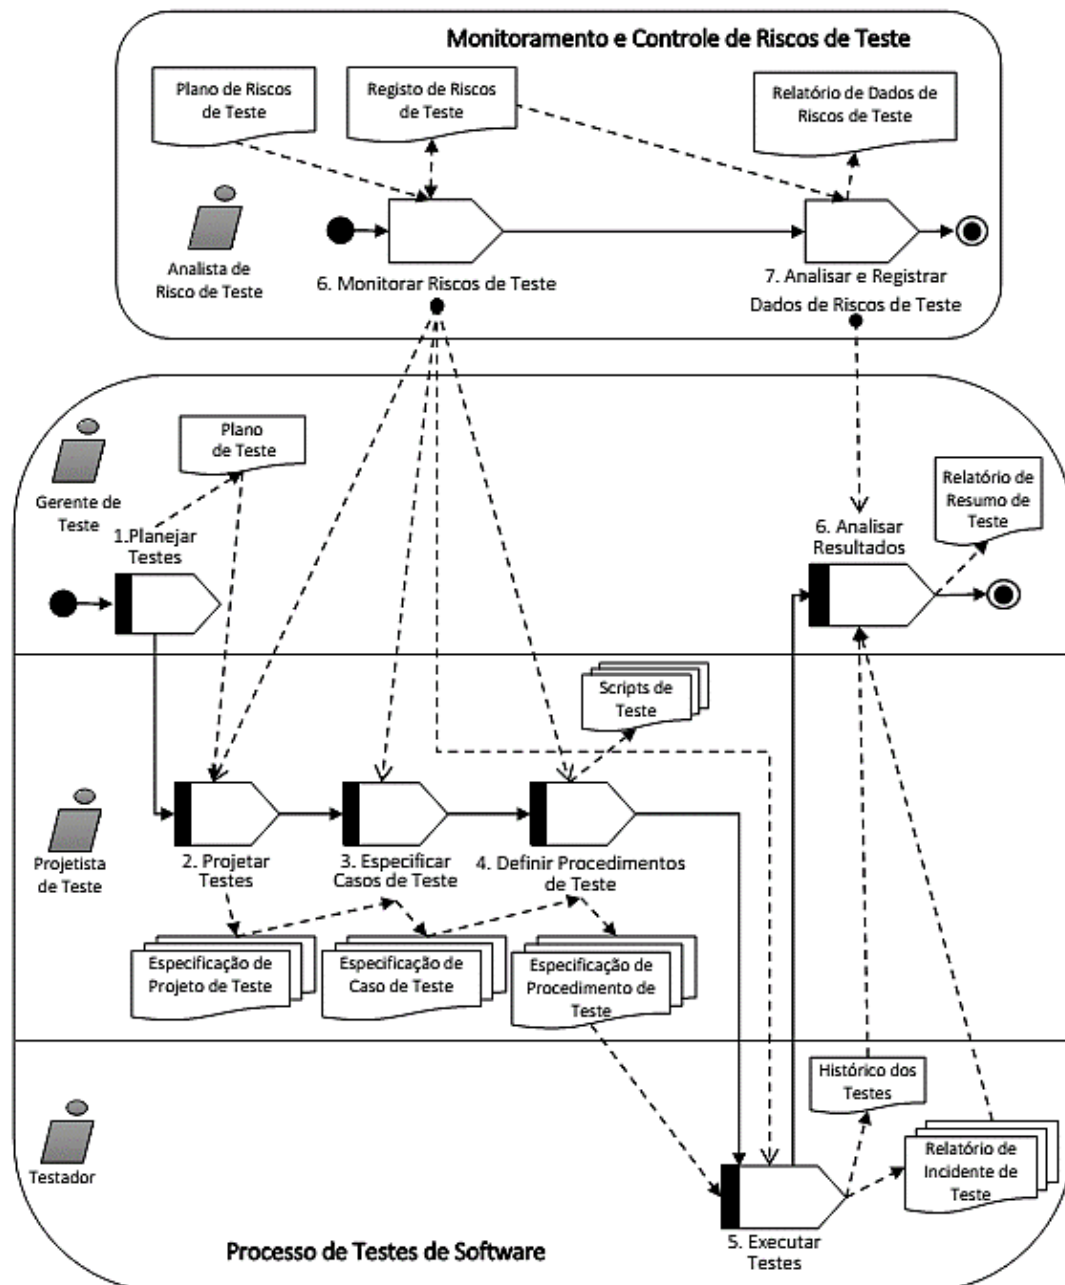 Monitoramento e Controle de Riscos de Teste
Plano de Riscos
de Teste
Registo de Riscos
de Teste
Relatório de Dados de
Riscos de Teste
Analista de
Risco de Teste
6. Monitorar Riscos de Teste
7. Analisar e Registrar
Dados de Riscos de Teste
Gerente de
Teste
Plano
de Teste
1.Planejar
Testes
6. Analisar
Resultados
Relatório de
Resumo de
Teste
Scripts de
Teste
Projetista
de Teste
2. Projetar
Testes
3. Especificar
Casos de Teste
4. Definir Procedimentos
de Teste
Especificação de
Projeto de Teste
Especificação de
Caso de Teste
Especificação de
Procedimento de
Teste
Testador
Histórico dos
Testes
Relatório de
Incidente de
Teste
5. Executar
Testes
Processo de Testes de Software